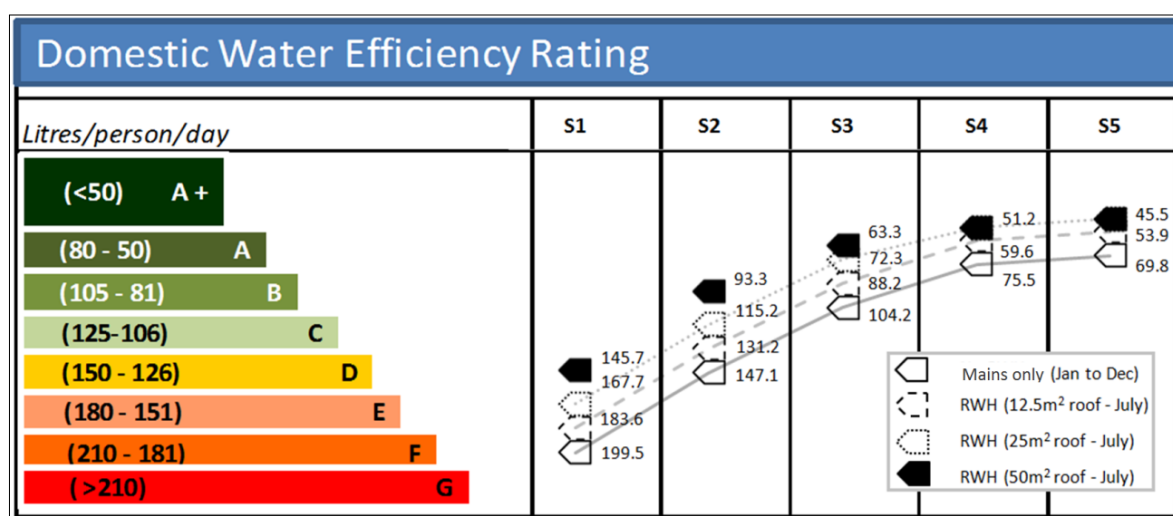 Domestic Water Efficiency Rating
Litres/person/day
S1
S2
S3
S4
S5
(<50) A +
(80 - 50) A
(105 - 81) B
(125-106) C
(150 - 126) D
(180 - 151) E
(210 - 181) F
(>210) G
145.7
167.7
183.6
199.5
93.3
115.2
131.2
147.1
63.3
72.3
88.2
104.2
51.2
59.6
75.5
45.5
53.9
69.8
Mains only (Jan to Dec)
RWH (12.5m² roof - July)
RWH (25m² roof - July)
RWH (50m² roof - July)